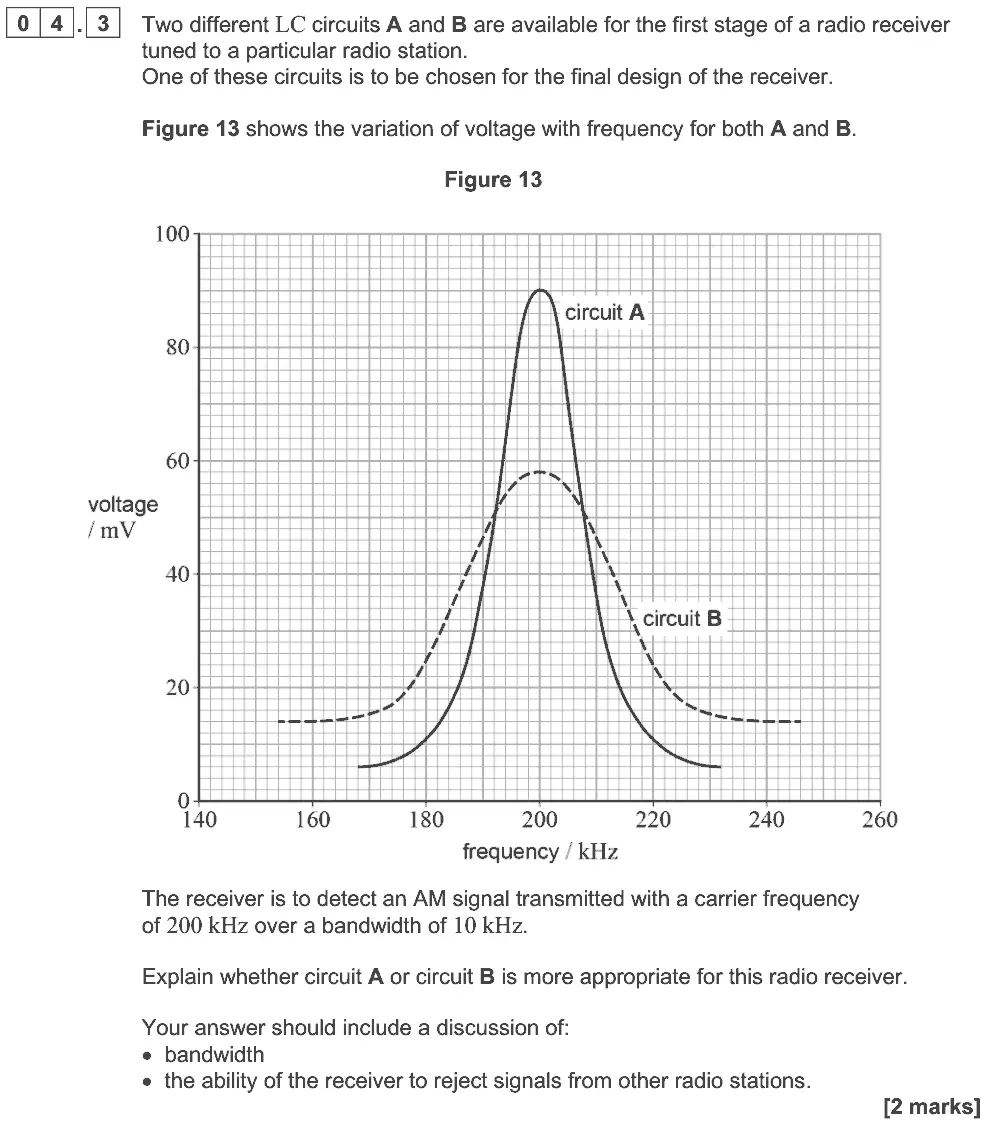 04.3 Two different LC circuits A and B are available for the first stage of a radio receiver
tuned to a particular radio station.
One of these circuits is to be chosen for the final design of the receiver.
Figure 13 shows the variation of voltage with frequency for both A and B.
Figure 13
100
80
60
40
20
0
voltage
/ mV
circuit A
circuit B
140 160 180 200 220 240 260
frequency / kHz
The receiver is to detect an AM signal transmitted with a carrier frequency
of 200 kHz over a bandwidth of 10 kHz.
Explain whether circuit A or circuit B is more appropriate for this radio receiver.
Your answer should include a discussion of:
• bandwidth
• the ability of the receiver to reject signals from other radio stations.
[2 marks]